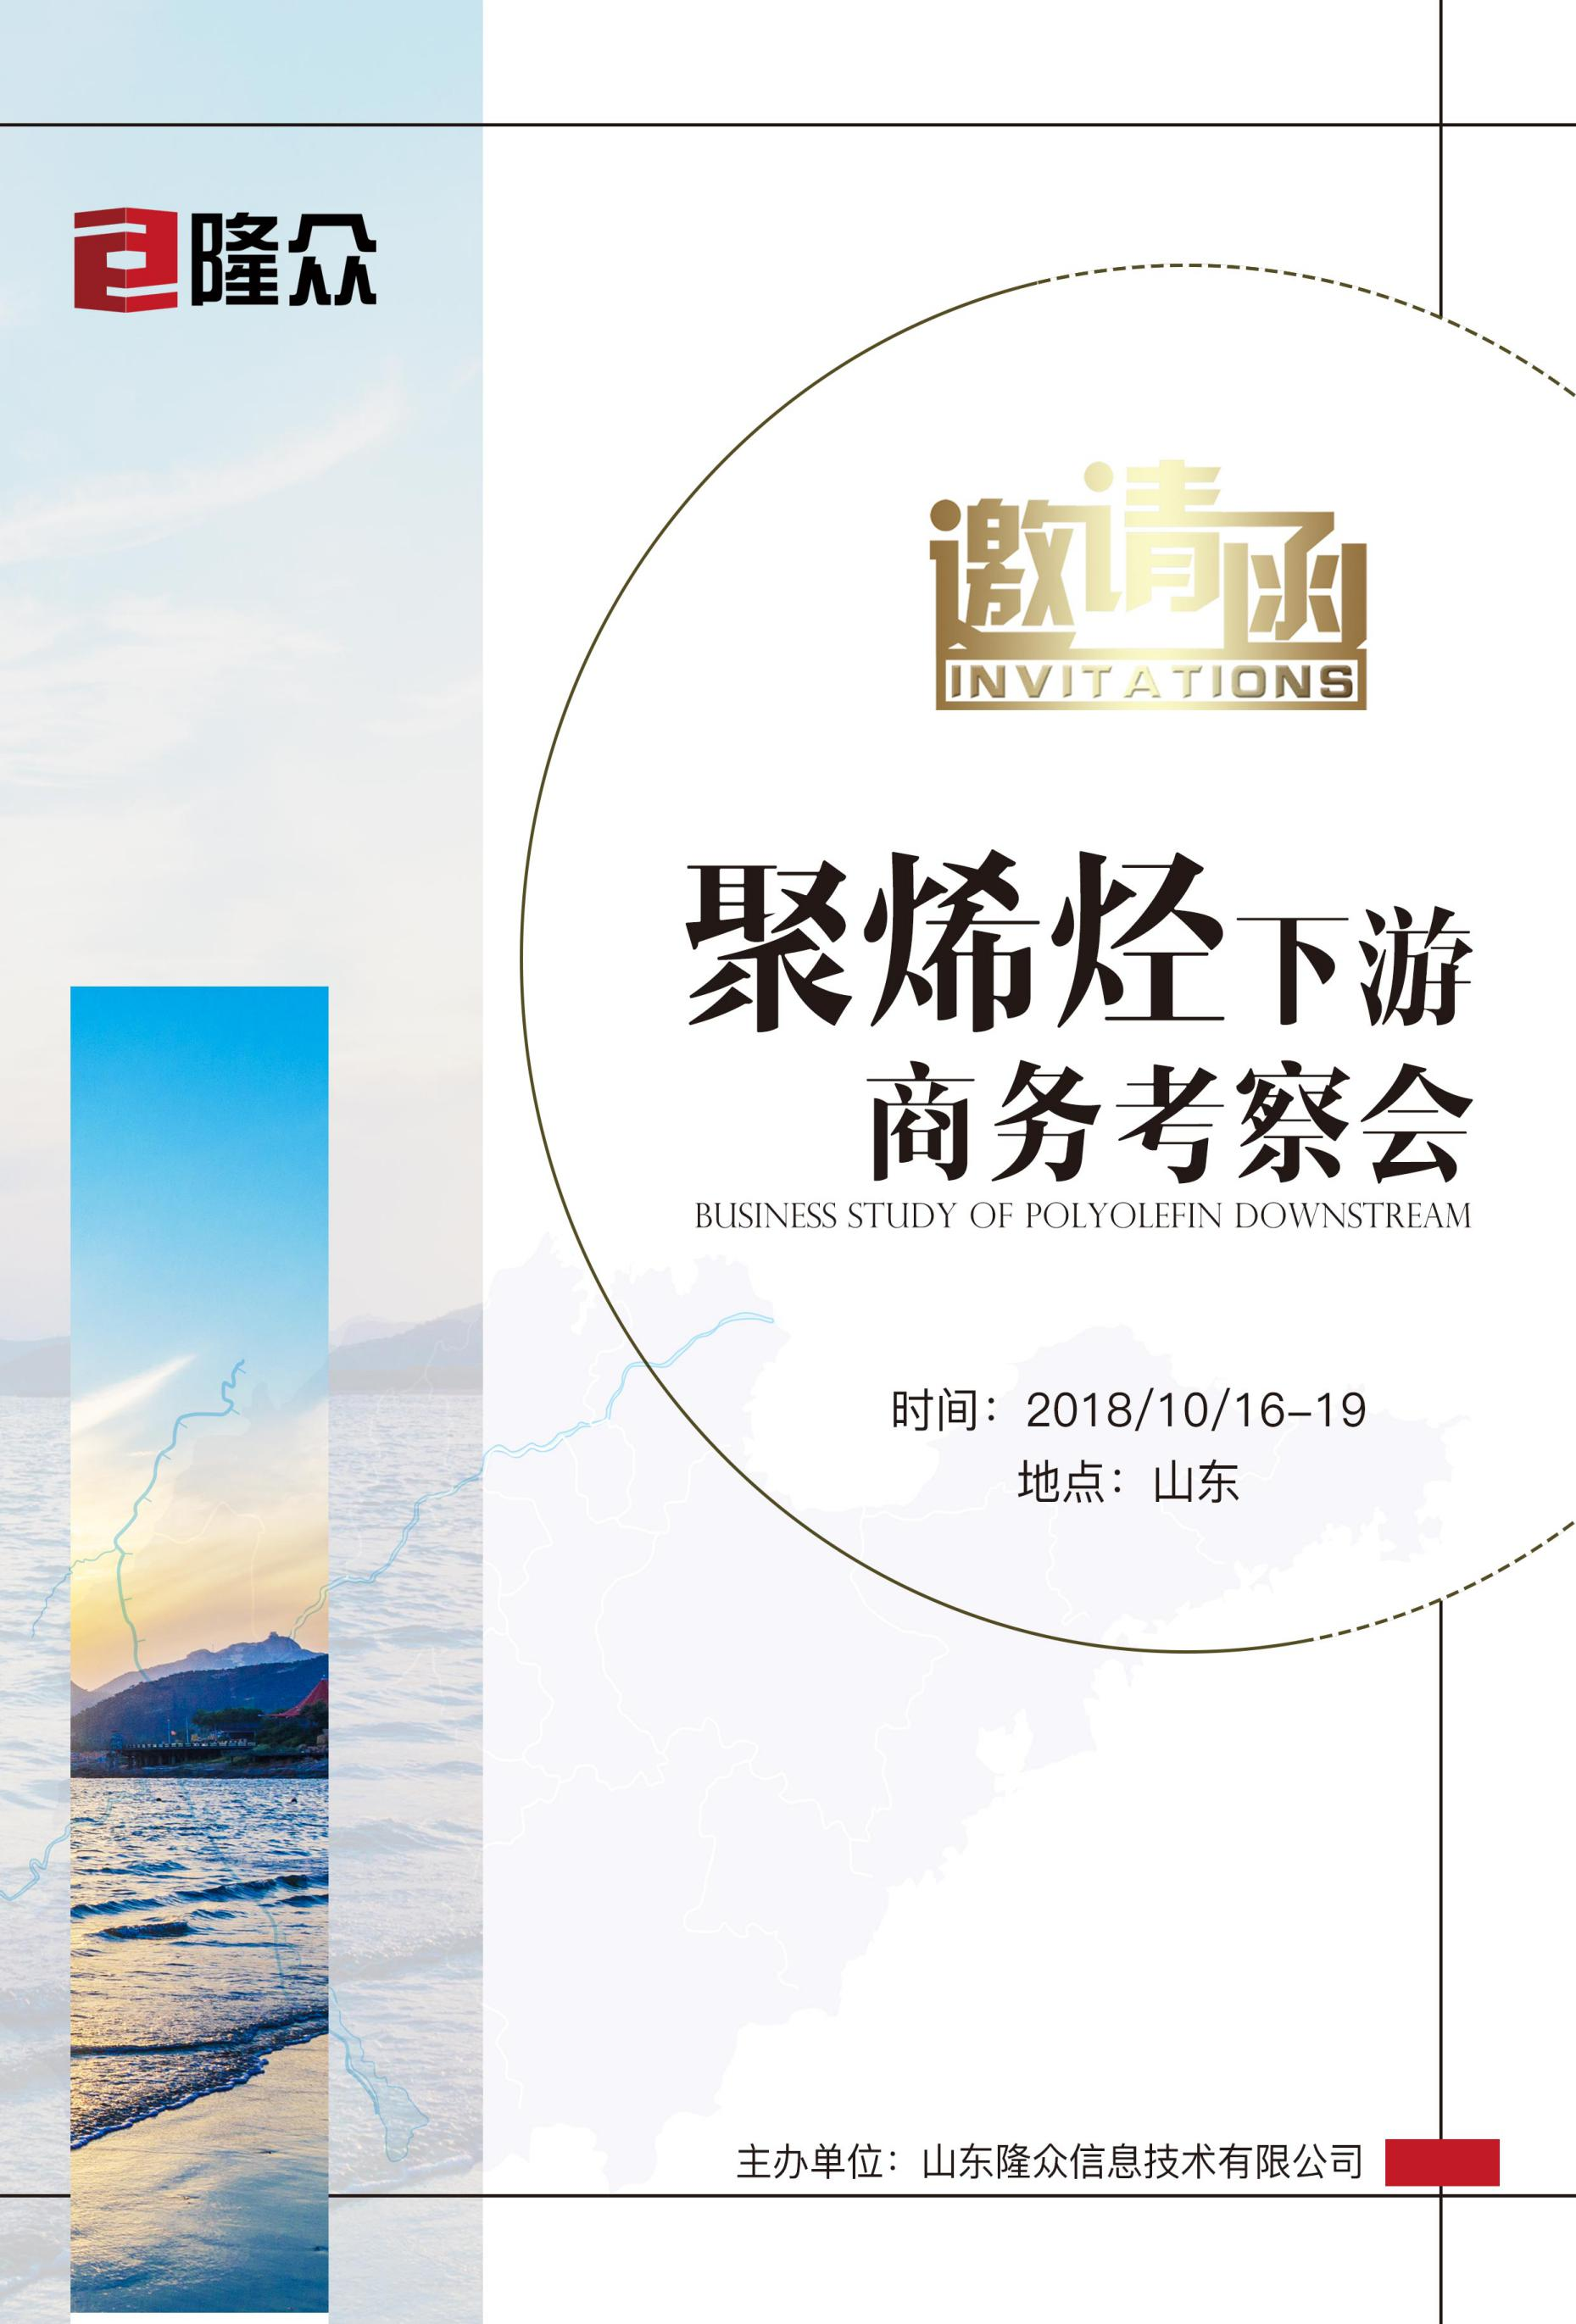 隆众
邀请函
INVITATIONS
聚烯烃下游
商务考察会
BUSINESS STUDY OF POLYOLEFIN DOWNSTREAM
时间：2018/10/16-19
地点：山东
主办单位：山东隆众信息技术有限公司